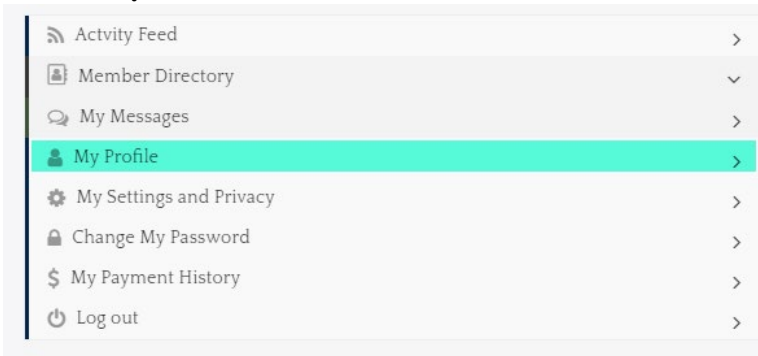 Actvity Feed
Member Directory
My Messages
My Profile
My Settings and Privacy
Change My Password
$ My Payment History
Log out